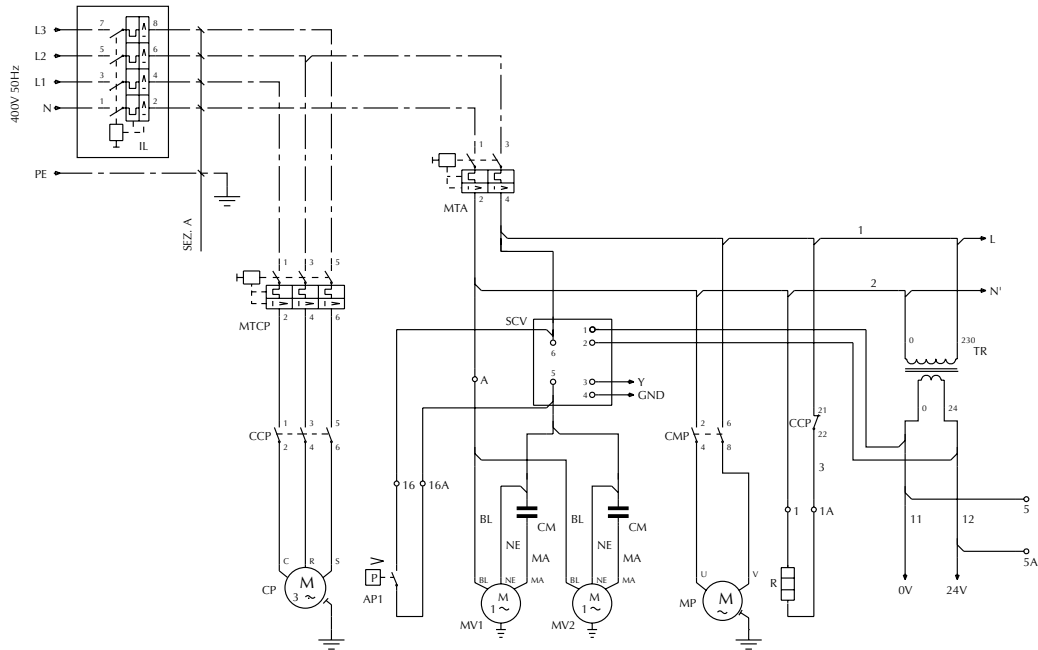 L3 7 8
L2 5 6
L1 3 4
N 1 2
400V 50Hz
IL
PE
SEZ. A
1 3
MTA
2 4
1 L
1 3 5
2 N'
MTCP
2 4 6
SCV 1
2
6
5
3 Y
4 GND
0 230
TR
0 24
A
CCP
1 3 5
2 4 6
CMP
2 6
4 8
CCP
21
22
3
16 16A
BL CM BL CM
NE MA NE MA
1 1A
11 12
5
5A
C R S
CP
M
3 ~
P
AP1
BL NE MA
M
1 ~
MV1
BL NE MA
M
1 ~
MV2
U V
MP
M
~
R
0V 24V